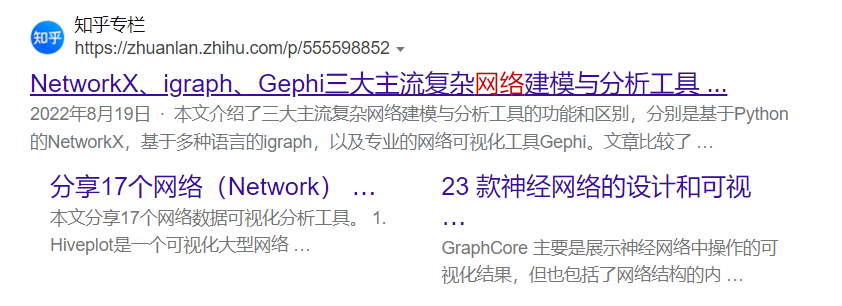 知乎
知乎专栏
https://zhuanlan.zhihu.com/p/555598852
NetworkX、igraph、Gephi三大主流复杂网络建模与分析工具 ...
2022年8月19日 · 本文介绍了三大主流复杂网络建模与分析工具的功能和区别，分别是基于Python
的NetworkX，基于多种语言的igraph，以及专业的网络可视化工具Gephi。文章比较了 ...
分享17个网络（Network） ...
本文分享17个网络数据可视化分析工具。 1.
Hiveplot是一个可视化大型网络 ...
23 款神经网络的设计和可视
...
GraphCore 主要是展示神经网络中操作的可
视化结果，但也包括了网络结构的内 ...